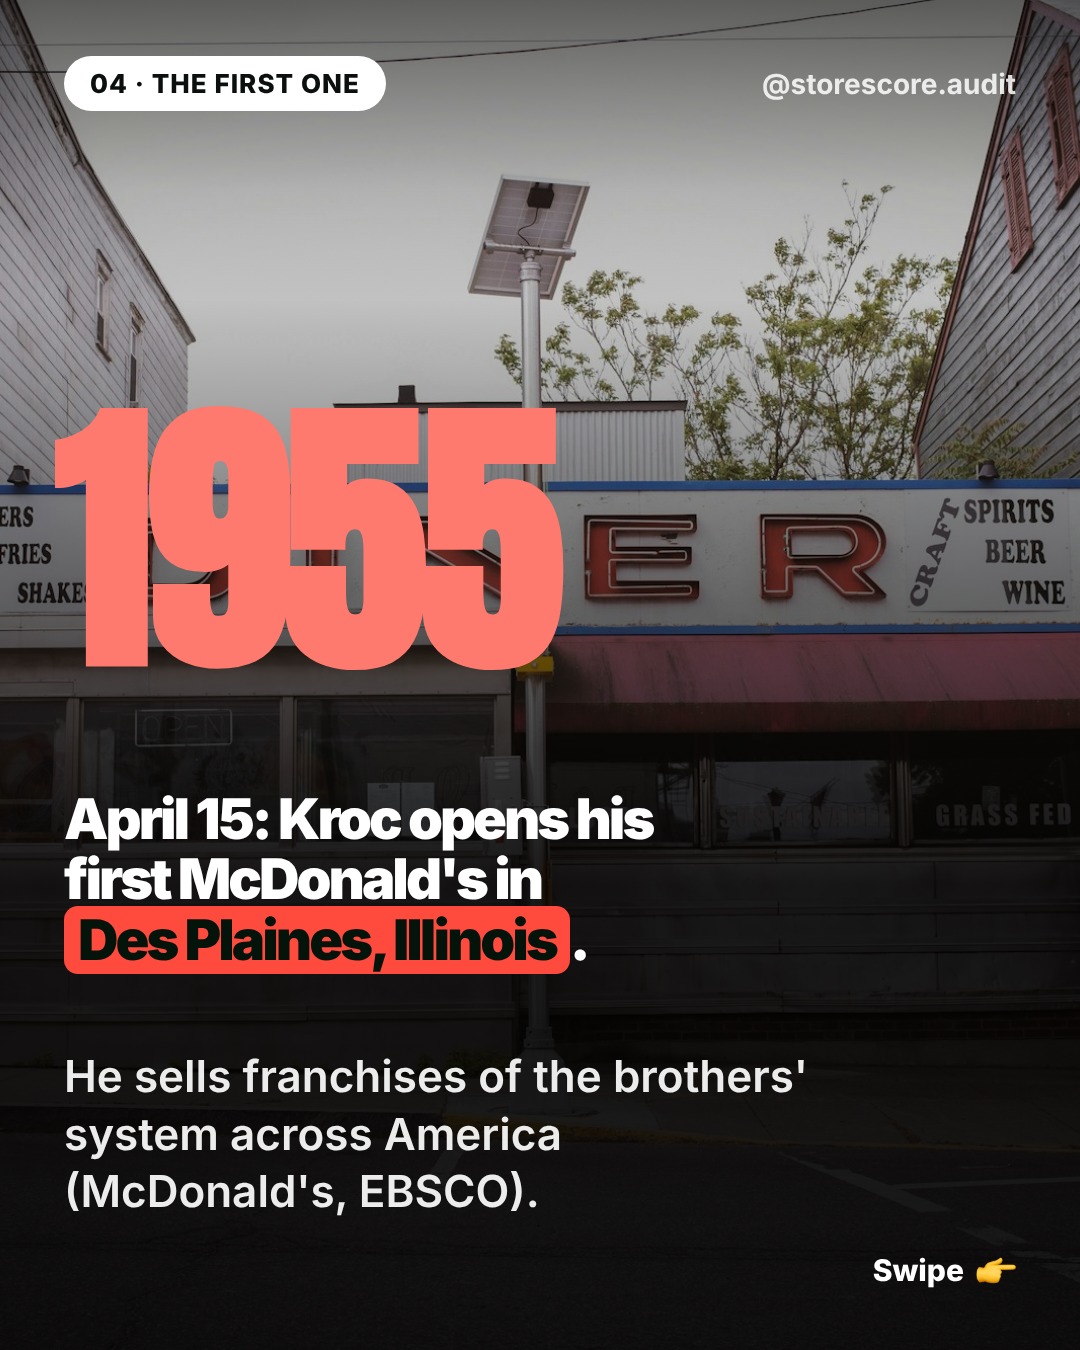 04 · THE FIRST ONE
@storescore.audit
1955
ERS
FRIES
SHAKES
ER
CRAFT
SPIRITS
BEER
WINE
OPEN
GRASS FED
April 15: Kroc opens his
first McDonald's in
Des Plaines, Illinois.
He sells franchises of the brothers'
system across America
(McDonald's, EBSCO).
Swipe 👉